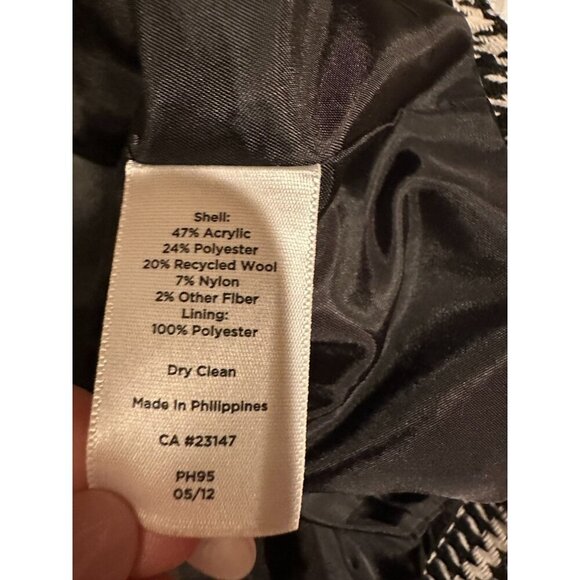 Shell:
47% Acrylic
24% Polyester
20% Recycled Wool
7% Nylon
2% Other Fiber
Lining:
100% Polyester
Dry Clean
Made In Philippines
CA #23147
PH95
05/12